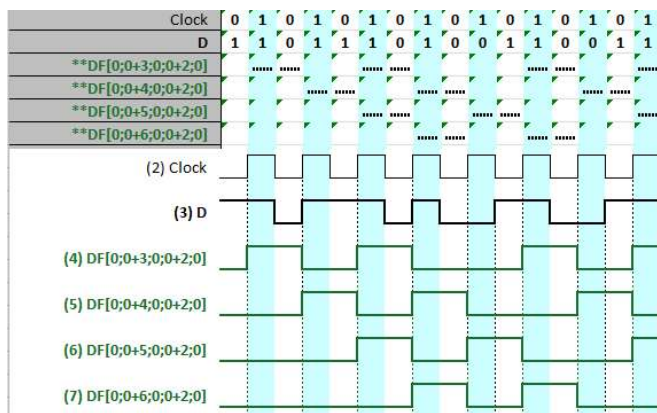 Clock 0 1 0 1 0 1 0 1 0 1 0 1 0 1 0 1
D 1 1 0 1 1 1 0 1 0 0 1 1 0 0 1 1
**DF[0;0+3;0;0+2;0]
**DF[0;0+4;0;0+2;0]
**DF[0;0+5;0;0+2;0]
**DF[0;0+6;0;0+2;0]
(2) Clock
(3) D
(4) DF[0;0+3;0;0+2;0]
(5) DF[0;0+4;0;0+2;0]
(6) DF[0;0+5;0;0+2;0]
(7) DF[0;0+6;0;0+2;0]